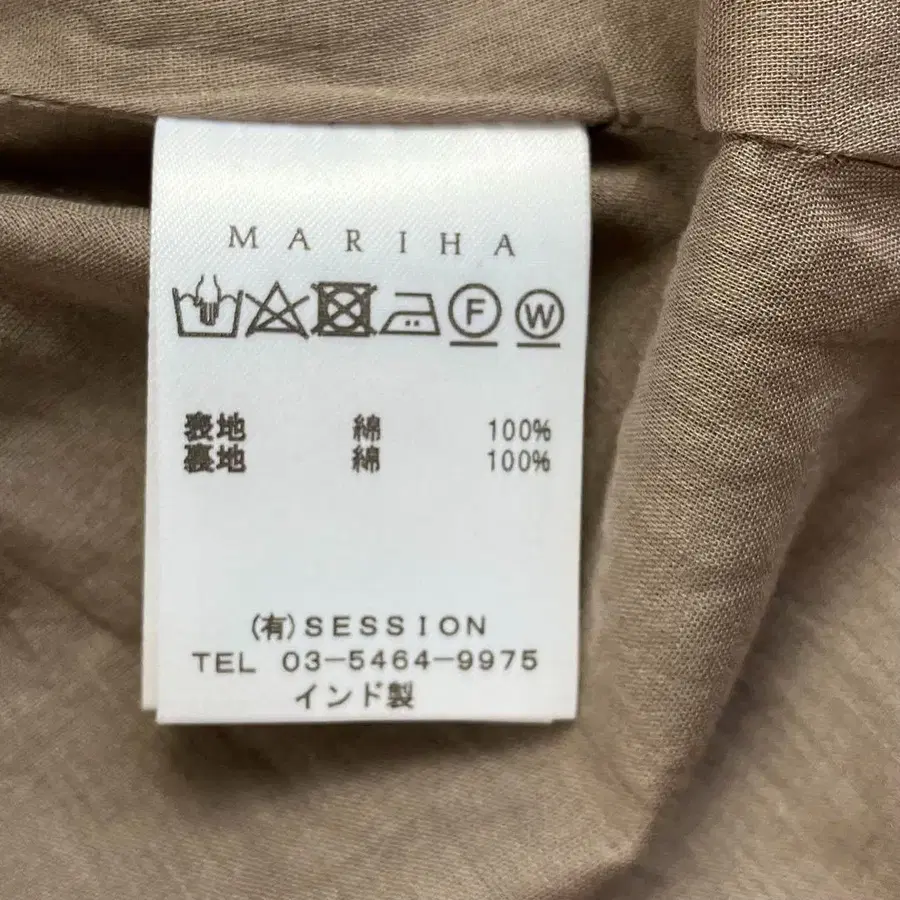 MARIHA
F W
表地 綿 100%
裏地 綿 100%
(有)SESSION
TEL 03-5464-9975
インド製